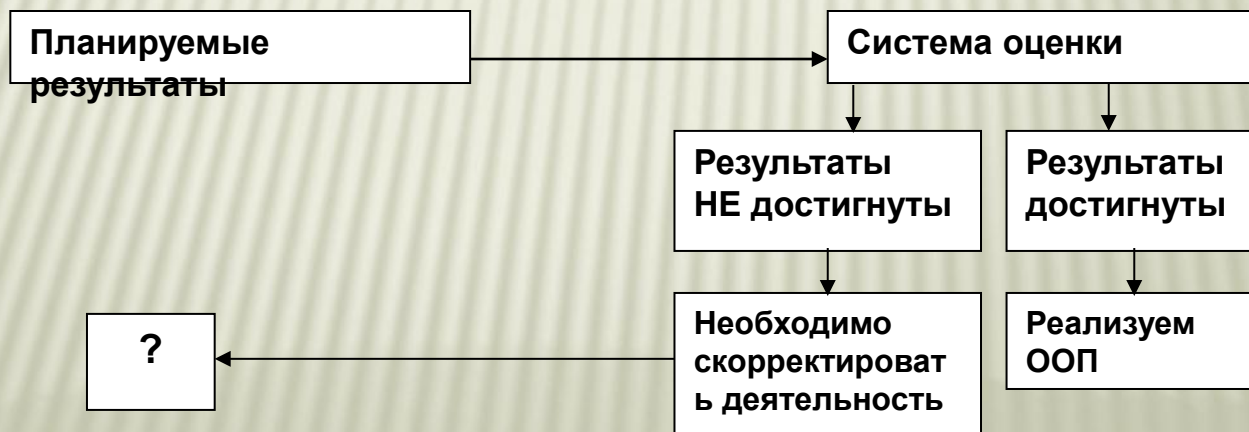 Планируемые
результаты
Система оценки
Результаты
НЕ достигнуты
Результаты
достигнуты
?
Необходимо
скорректироват
ь деятельность
Реализуем
ООП